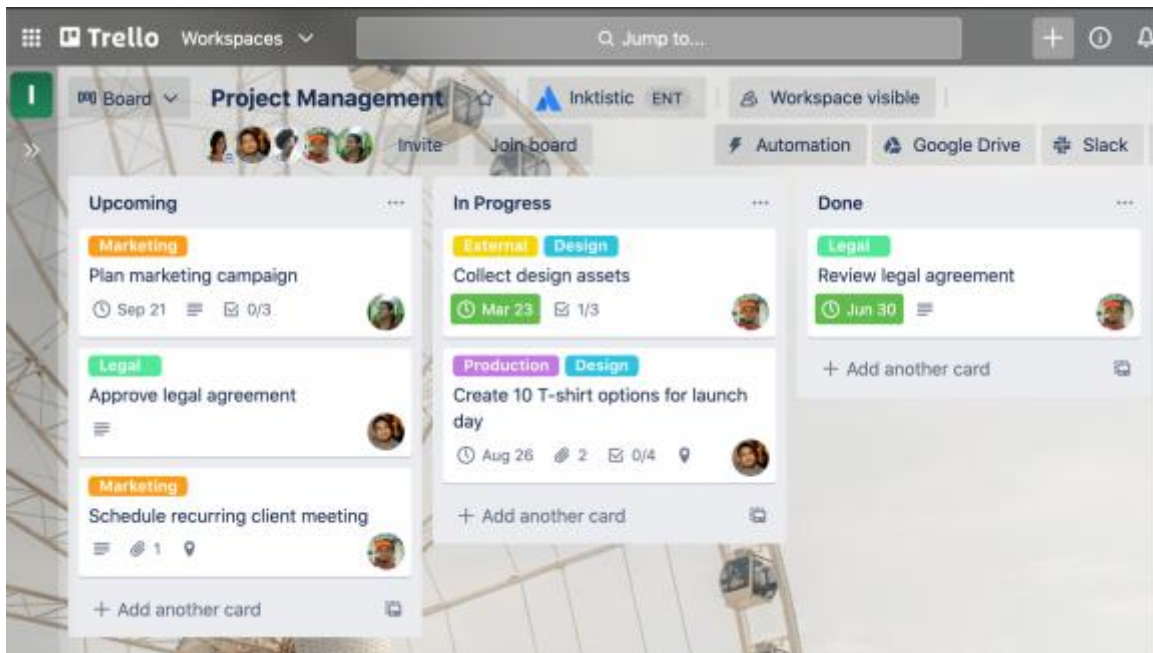 Trello Workspaces Jump to...
I Board Project Management Inktistic ENT Workspace visible
Invite Join board Automation Google Drive Slack
Upcoming
Marketing
Plan marketing campaign
Sep 21 0/3
Legal
Approve legal agreement
Marketing
Schedule recurring client meeting
1
+ Add another card
In Progress
External Design
Collect design assets
Mar 23 1/3
Production Design
Create 10 T-shirt options for launch
day
Aug 26 2 0/4
+ Add another card
Done
Legal
Review legal agreement
Jun 30
+ Add another card